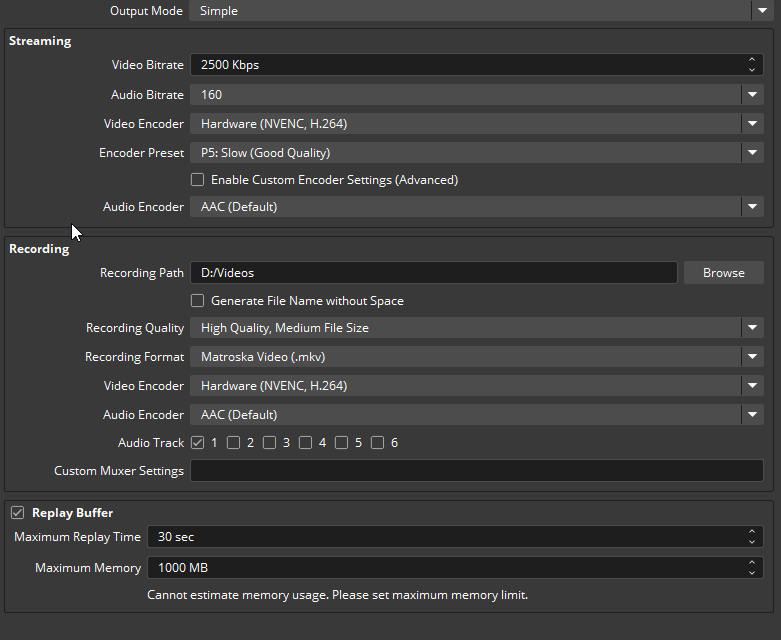 Output Mode Simple
Streaming
Video Bitrate 2500 Kbps
Audio Bitrate 160
Video Encoder Hardware (NVENC, H.264)
Encoder Preset P5: Slow (Good Quality)
Enable Custom Encoder Settings (Advanced)
Audio Encoder AAC (Default)
Recording
Recording Path D:/Videos Browse
Generate File Name without Space
Recording Quality High Quality, Medium File Size
Recording Format Matroska Video (.mkv)
Video Encoder Hardware (NVENC, H.264)
Audio Encoder AAC (Default)
Audio Track 1 2 3 4 5 6
Custom Muxer Settings
Replay Buffer
Maximum Replay Time 30 sec
Maximum Memory 1000 MB
Cannot estimate memory usage. Please set maximum memory limit.